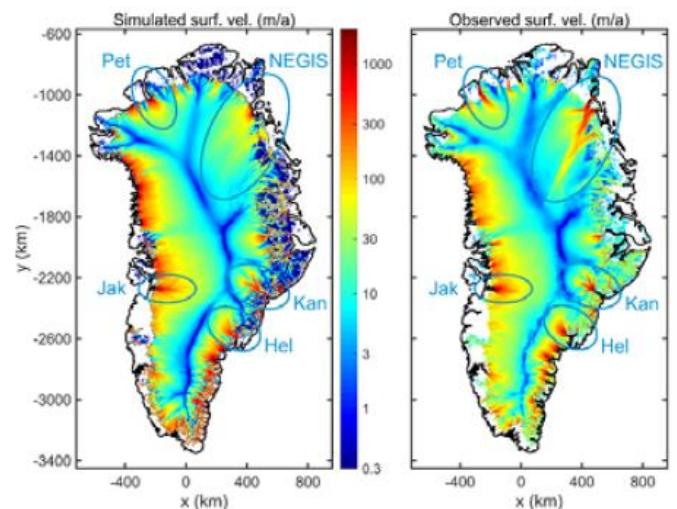 Simulated surf. vel. (m/a)
Observed surf. vel. (m/a)
-600
-1000
-1400
-1800
-2200
-2600
-3000
-3400
y (km)
Pet
NEGIS
Jak
Kan
Hel
-400
0
400
800
x (km)
1000
300
100
30
10
3
1
0.3
Pet
NEGIS
Jak
Kan
Hel
-400
0
400
800
x (km)